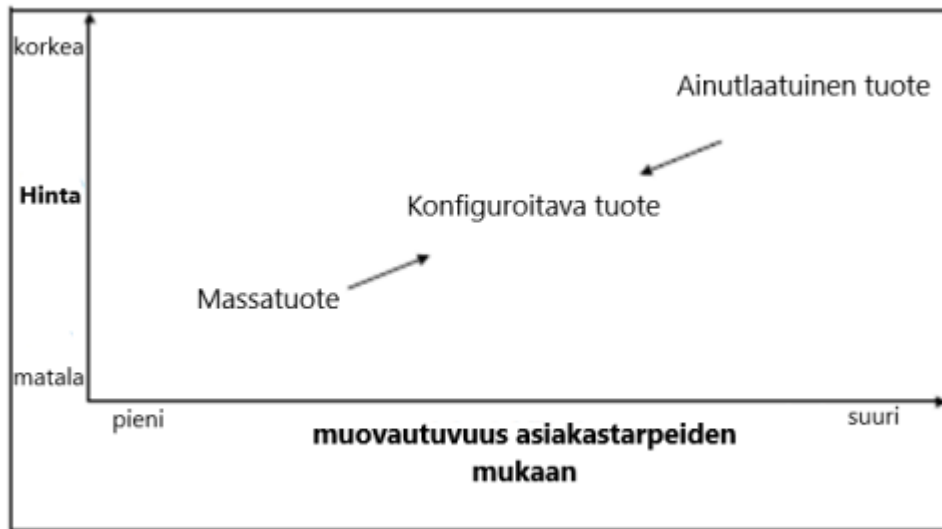 korkea
Ainutlaatuinen tuote
Hinta
Konfiguroitava tuote
Massatuote
matala
pieni
suuri
muovautuvuus asiakastarpeiden
mukaan